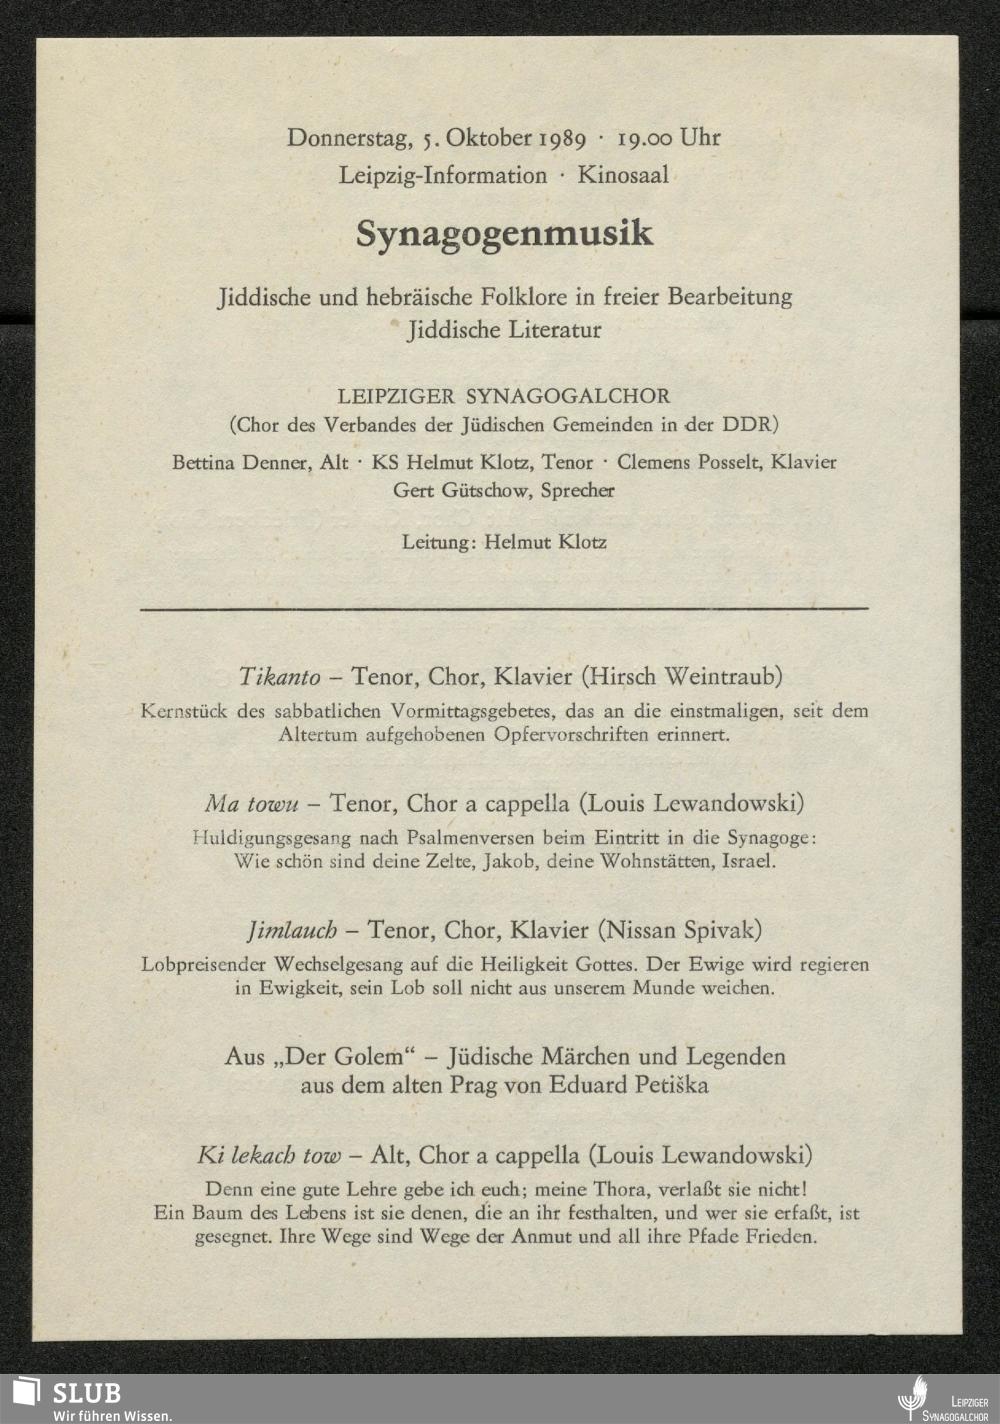 Donnerstag, 5. Oktober 1989 · 19.00 Uhr
Leipzig-Information · Kinosaal
Synagogenmusik
Jiddische und hebräische Folklore in freier Bearbeitung
Jiddische Literatur
LEIPZIGER SYNAGOGALCHOR
(Chor des Verbandes der Jüdischen Gemeinden in der DDR)
Bettina Denner, Alt · KS Helmut Klotz, Tenor · Clemens Posselt, Klavier
Gert Gütschow, Sprecher
Leitung: Helmut Klotz
Tikanto – Tenor, Chor, Klavier (Hirsch Weintraub)
Kernstück des sabbatlichen Vormittagsgebetes, das an die einstmaligen, seit dem
Altertum aufgehobenen Opfervorschriften erinnert.
Ma towu – Tenor, Chor a cappella (Louis Lewandowski)
Huldigungsgesang nach Psalmenversen beim Eintritt in die Synagoge:
Wie schön sind deine Zelte, Jakob, deine Wohnstätten, Israel.
Jimlauch – Tenor, Chor, Klavier (Nissan Spivak)
Lobpreisender Wechselgesang auf die Heiligkeit Gottes. Der Ewige wird regieren
in Ewigkeit, sein Lob soll nicht aus unserem Munde weichen.
Aus „Der Golem“ – Jüdische Märchen und Legenden
aus dem alten Prag von Eduard Petiška
Ki lekach tow – Alt, Chor a cappella (Louis Lewandowski)
Denn eine gute Lehre gebe ich euch; meine Thora, verlaßt sie nicht!
Ein Baum des Lebens ist sie denen, die an ihr festhalten, und wer sie erfaßt, ist
gesegnet. Ihre Wege sind Wege der Anmut und all ihre Pfade Frieden.
SLUB
Wir führen Wissen.
LEIPZIGER
SYNAGOGALCHOR